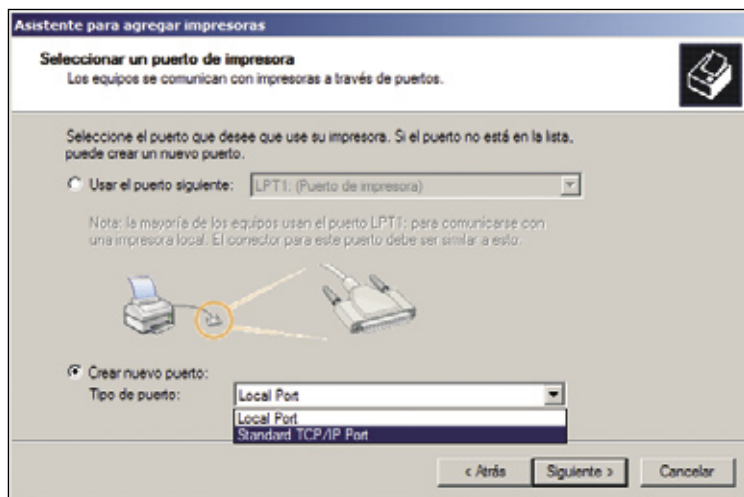 Asistente para agregar impresoras
Seleccionar un puerto de impresora
Los equipos se comunican con impresoras a través de puertos.
Seleccione el puerto que desee que use su impresora. Si el puerto no está en la lista,
puede crear un nuevo puerto.
Usar el puerto siguiente: LPT1: (Puerto de impresora)
Nota: la mayoría de los equipos usan el puerto LPT1: para comunicarse con
una impresora local. El conector para este puerto debe ser similar a esto:
Crear nuevo puerto:
Tipo de puerto: Local Port
Local Port
Standard TCP/IP Port
< Atrás Siguiente > Cancelar